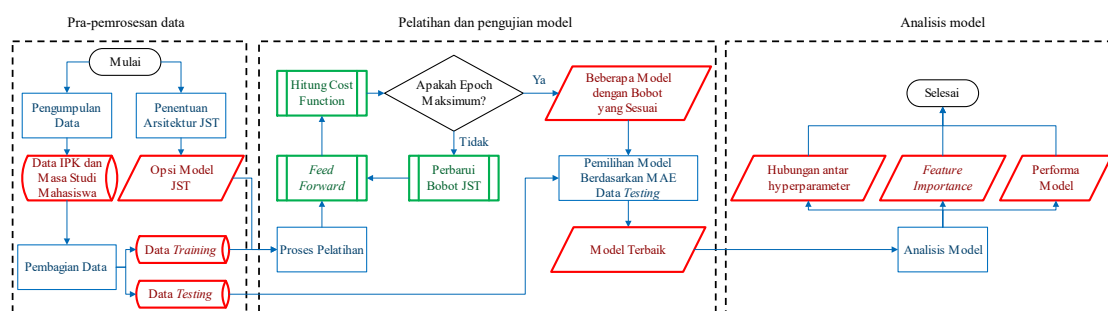 Pra-pemrosesan data
Mulai
Pengumpulan
Data
Penentuan
Arsitektur JST
Data IPK dan
Masa Studi
Mahasiswa
Opsi Model
JST
Pembagian Data
Data Training
Data Testing
Pelatihan dan pengujian model
Hitung Cost
Function
Apakah Epoch
Maksimum?
Ya
Tidak
Beberapa Model
dengan Bobot
yang Sesuai
Feed
Forward
Perbarui
Bobot JST
Pemilihan Model
Berdasarkan MAE
Data Testing
Proses Pelatihan
Model Terbaik
Analisis model
Selesai
Hubungan antar
hyperparameter
Feature
Importance
Performa
Model
Analisis Model